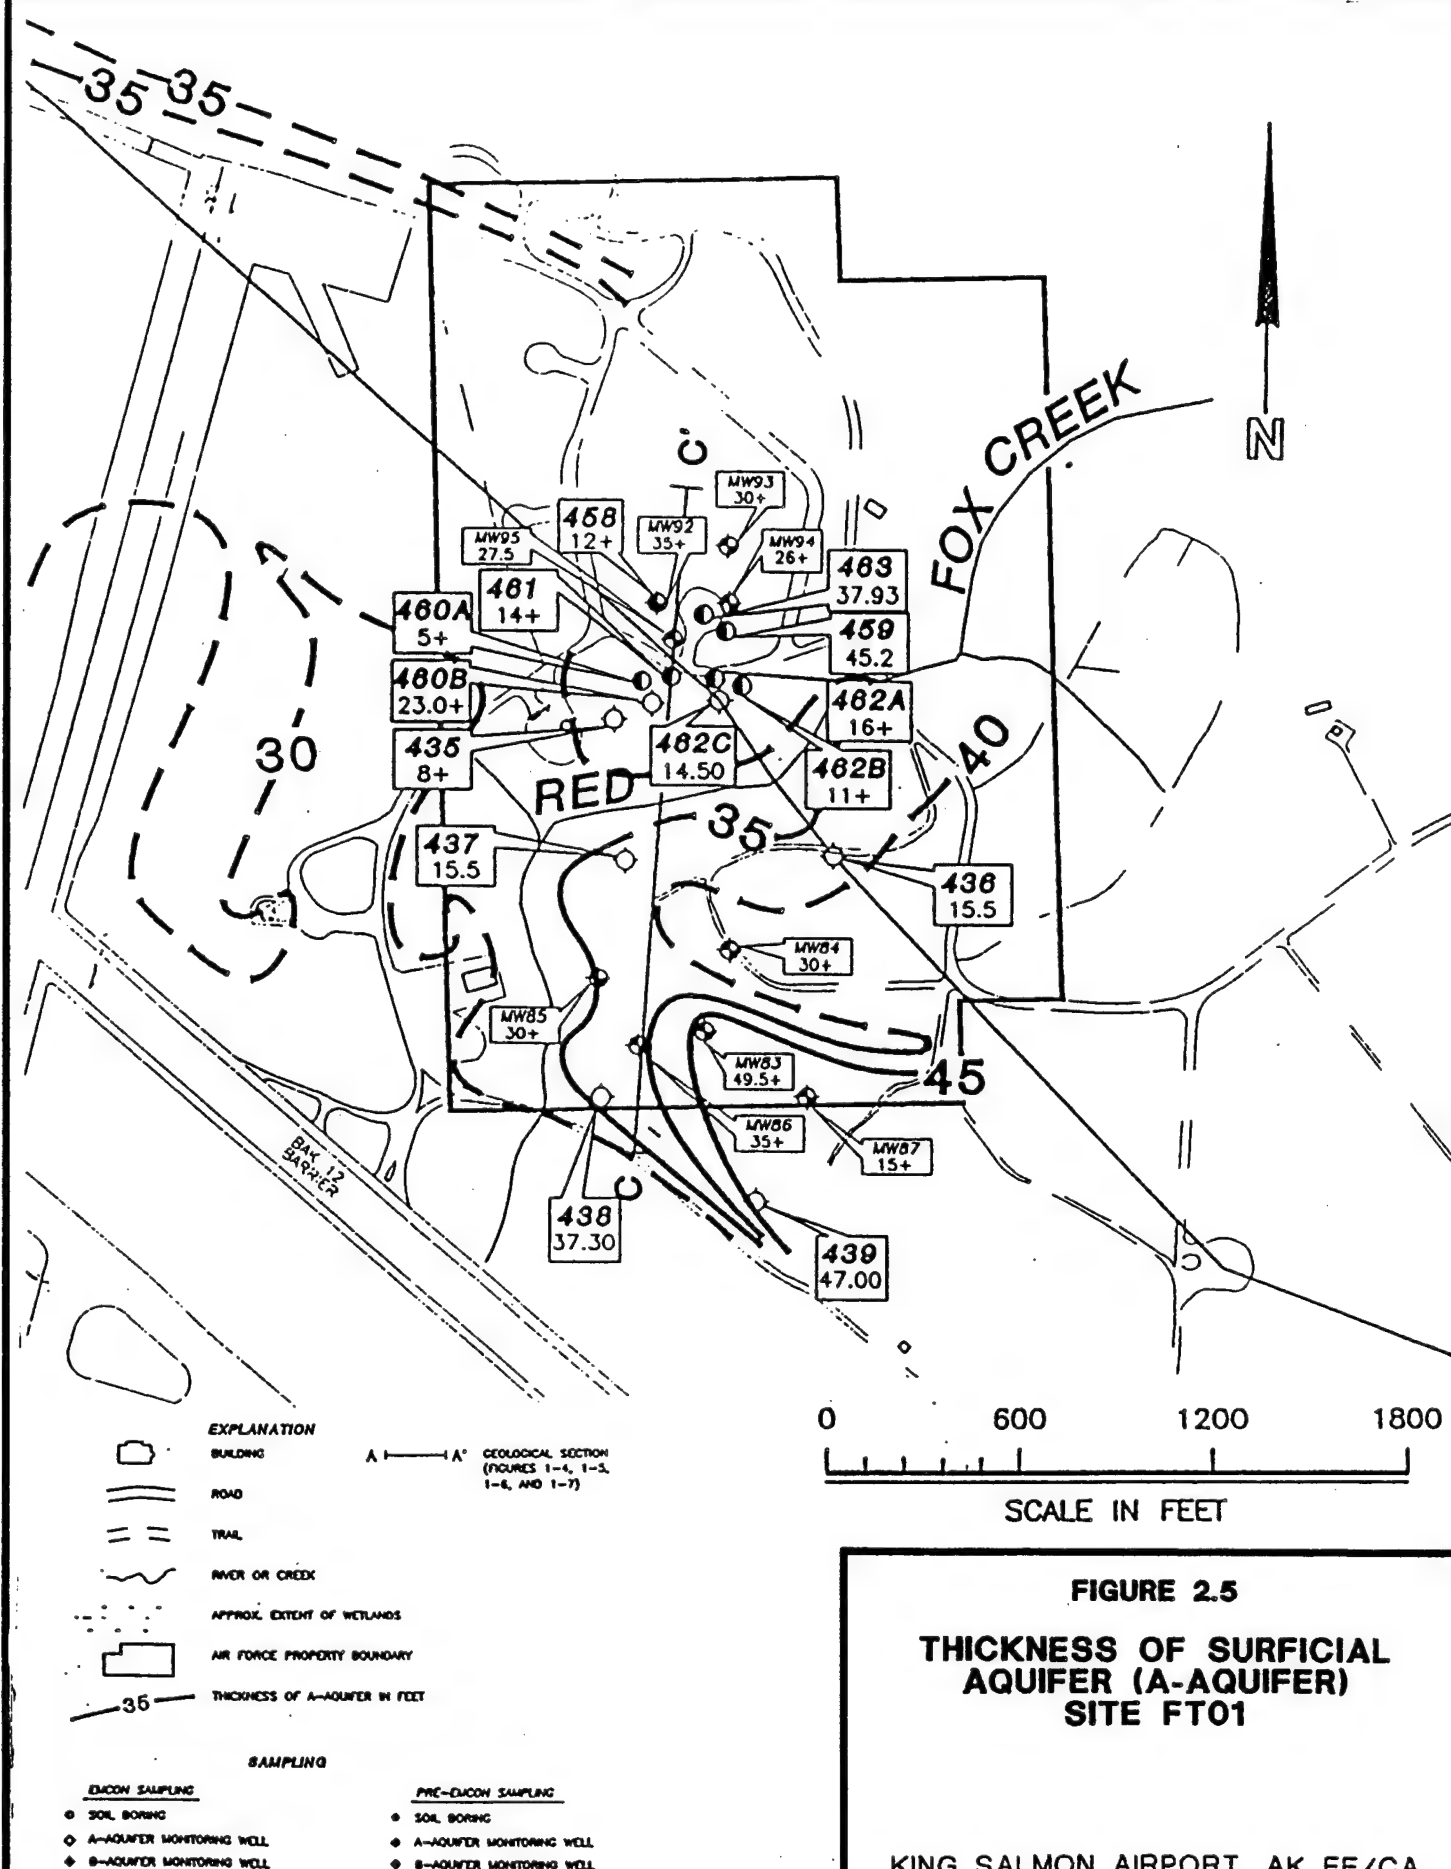 35
35
FOX CREEK
N
C'
MW93
30+
458
12+
MW92
35+
MW95
27.5
MW94
26+
463
37.93
461
14+
460A
5+
459
45.2
460B
23.0+
462A
16+
A
30
435
8+
462C
14.50
462B
11+
40
RED
35
437
15.5
436
15.5
MW84
30+
MW85
30+
MW83
49.5+
45
MW86
35+
MW87
15+
BAK 12
BARRIER
C
438
37.30
439
47.00
EXPLANATION
BUILDING
A A'
GEOLOGICAL SECTION
(FIGURES 1-4, 1-5,
1-6, AND 1-7)
ROAD
TRAIL
RIVER OR CREEK
APPROX. EXTENT OF WETLANDS
AIR FORCE PROPERTY BOUNDARY
35
THICKNESS OF A-AQUIFER IN FEET
0 600 1200 1800
SCALE IN FEET
SAMPLING
EMCON SAMPLING
SOIL BORING
A-AQUIFER MONITORING WELL
B-AQUIFER MONITORING WELL
PRE-EMCON SAMPLING
SOIL BORING
A-AQUIFER MONITORING WELL
B-AQUIFER MONITORING WELL
FIGURE 2.5
THICKNESS OF SURFICIAL
AQUIFER (A-AQUIFER)
SITE FT01
KING SALMON AIRPORT, AK EE/CA
P